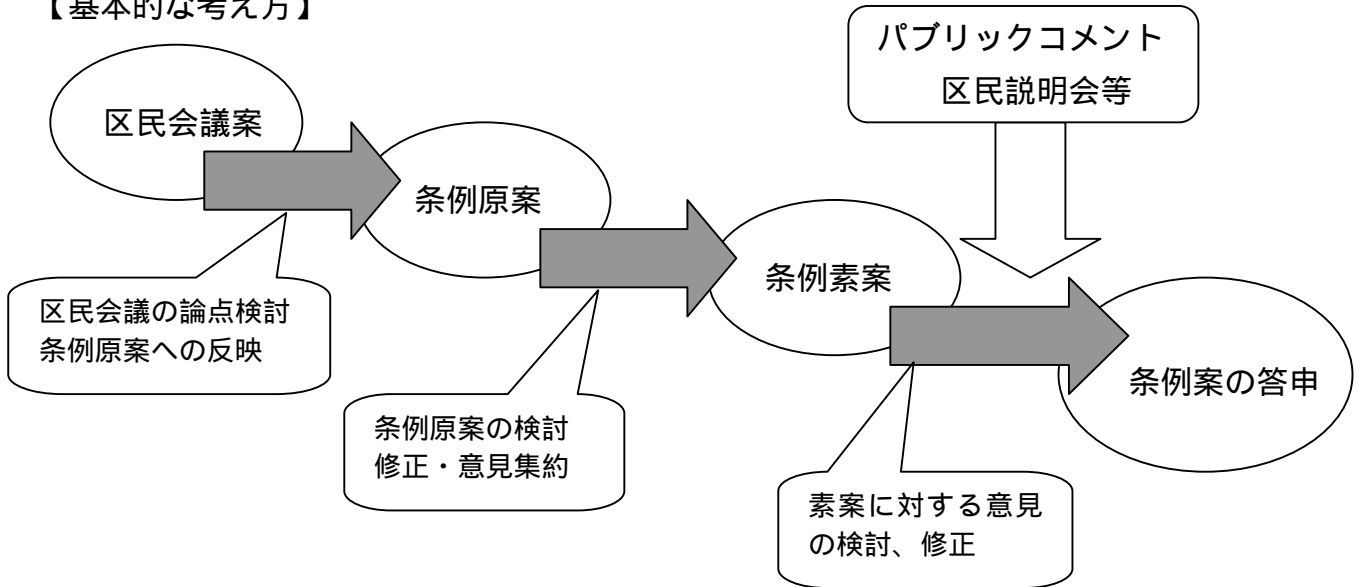 【基本的な考え方】
パブリックコメント
区民説明会等
区民会議案
条例原案
条例素案
条例案の答申
区民会議の論点検討
条例原案への反映
条例原案の検討
修正・意見集約
素案に対する意見
の検討、修正